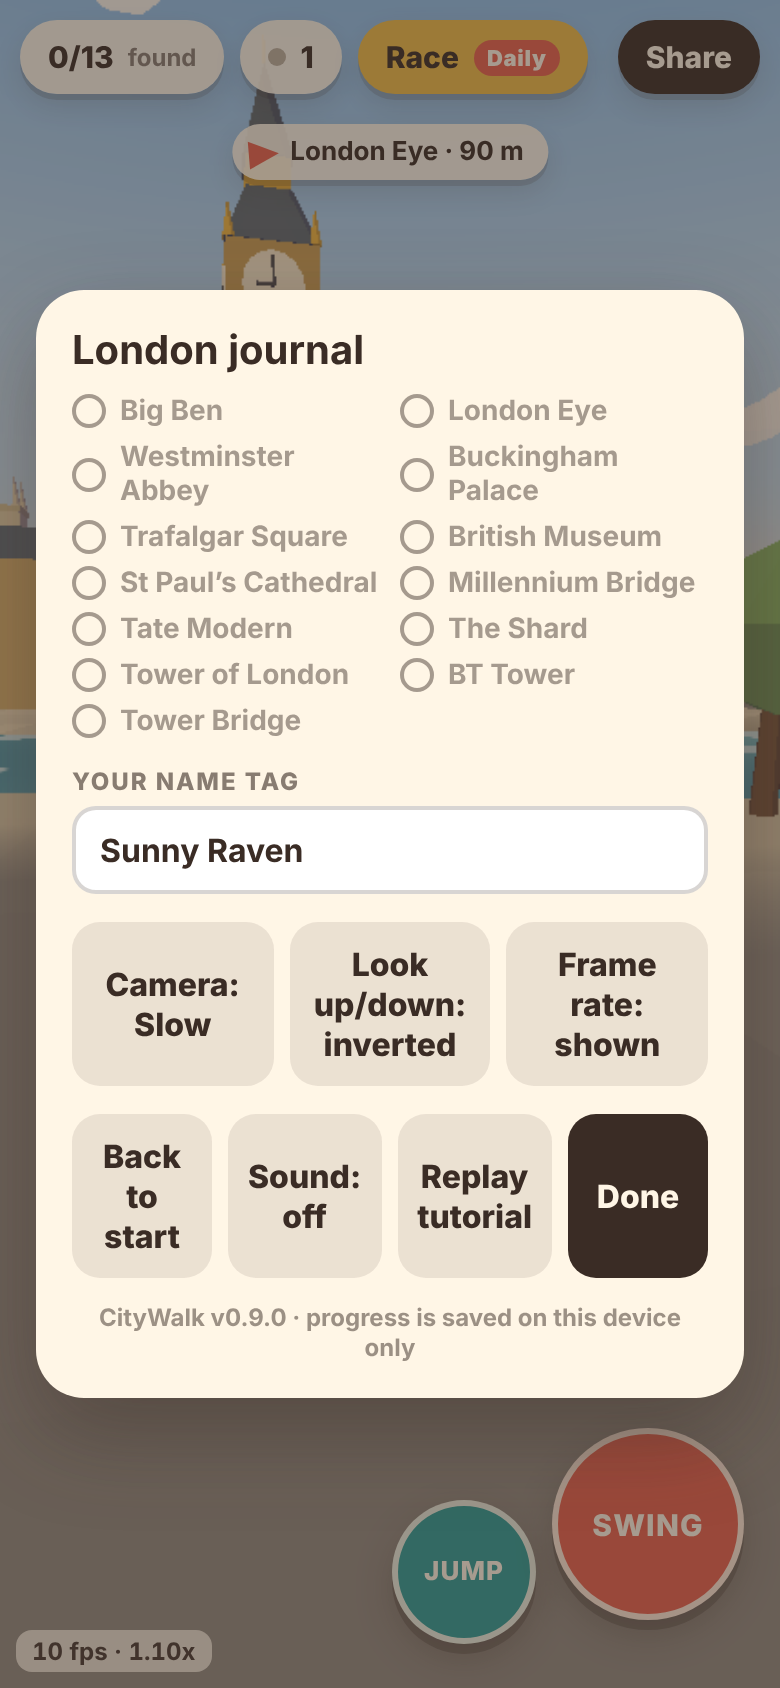 0/13 found
1
Race Daily
Share
London Eye · 90 m
London journal
Big Ben
London Eye
Westminster
Abbey
Buckingham
Palace
Trafalgar Square
British Museum
St Paul’s Cathedral
Millennium Bridge
Tate Modern
The Shard
Tower of London
BT Tower
Tower Bridge
YOUR NAME TAG
Sunny Raven
Camera:
Slow
Look
up/down:
inverted
Frame
rate:
shown
Back
to
start
Sound:
off
Replay
tutorial
Done
CityWalk v0.9.0 · progress is saved on this device
only
SWING
JUMP
10 fps · 1.10x